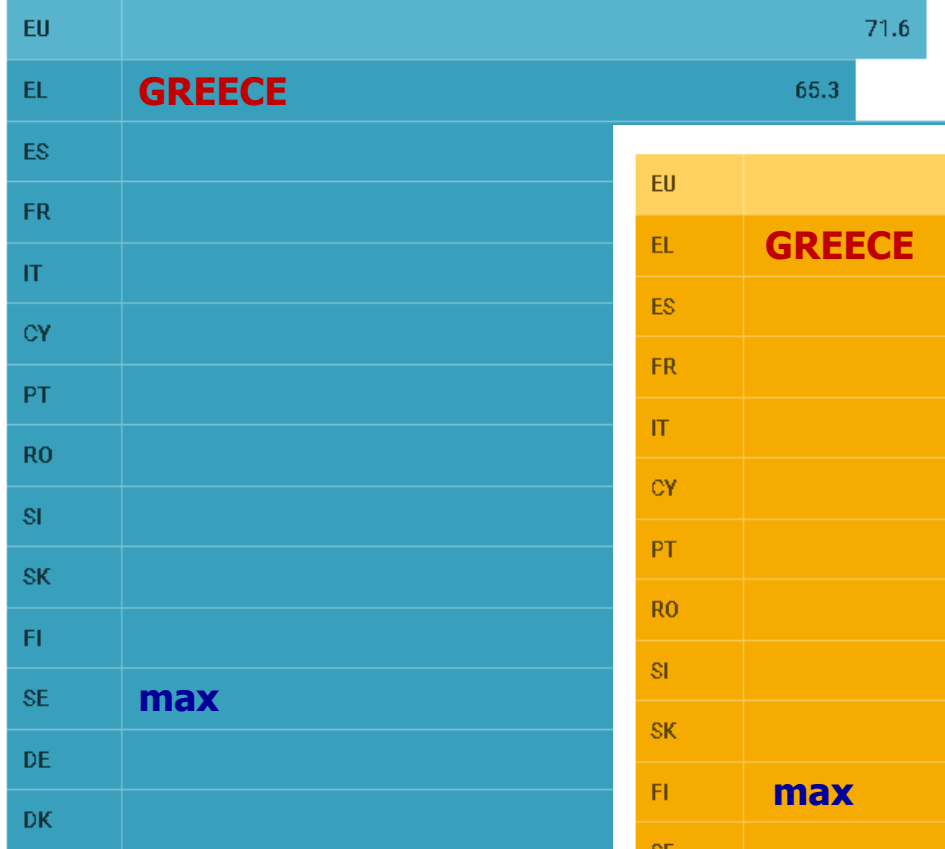 EU 71.6
EL GREECE 65.3
ES
FR
IT
CY
PT
RO
SI
SK
FI
SE max
DE
DK
EU
EL GREECE
ES
FR
IT
CY
PT
RO
SI
SK
FI max